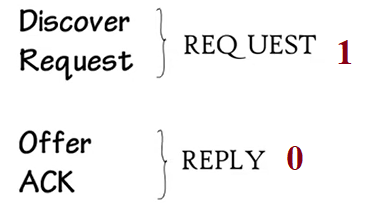 Discover
Request
REQUEST 1
Offer
ACK
REPLY 0